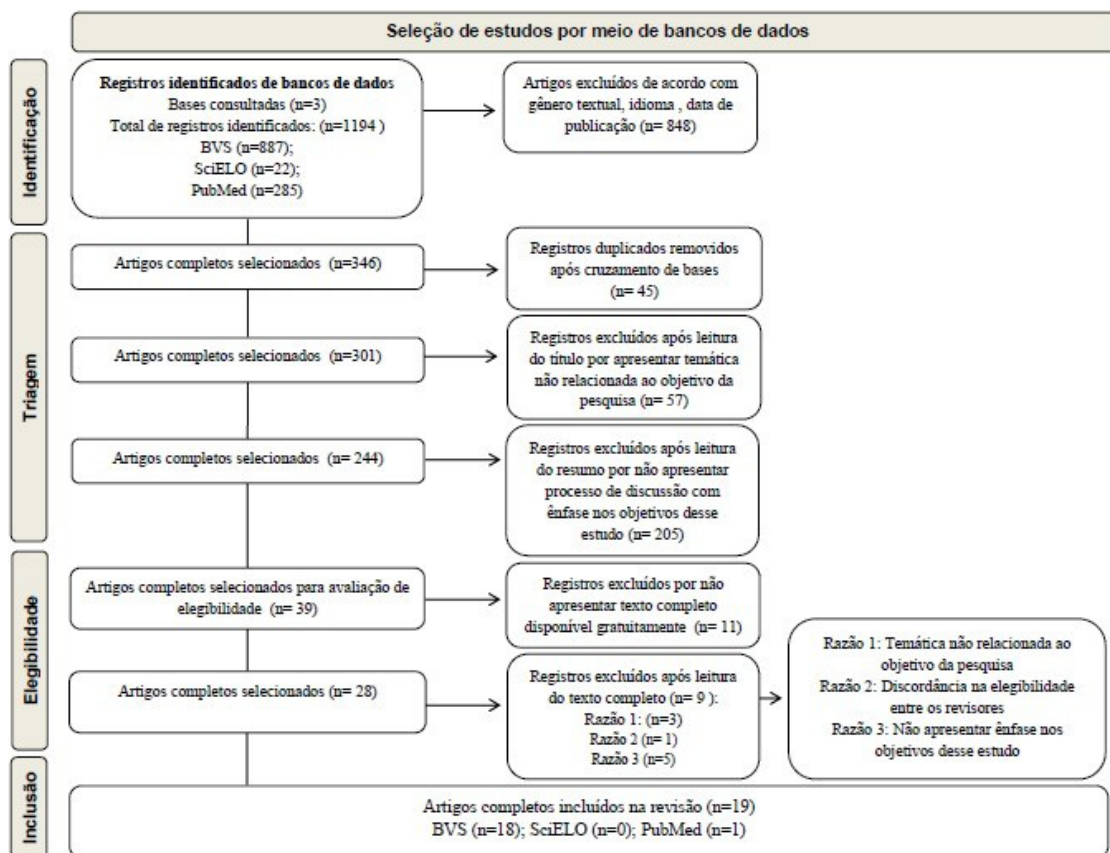 Seleção de estudos por meio de bancos de dados
Identificação
Registros identificados de bancos de dados
Bases consultadas (n=3)
Total de registros identificados: (n=1194 )
BVS (n=887);
SciELO (n=22);
PubMed (n=285)
Artigos excluídos de acordo com
gênero textual, idioma , data de
publicação (n= 848)
Triagem
Artigos completos selecionados (n=346)
Registros duplicados removidos
após cruzamento de bases
(n= 45)
Artigos completos selecionados (n=301)
Registros excluídos após leitura
do título por apresentar temática
não relacionada ao objetivo da
pesquisa (n= 57)
Artigos completos selecionados (n= 244)
Registros excluídos após leitura
do resumo por não apresentar
processo de discussão com
ênfase nos objetivos desse
estudo (n= 205)
Elegibilidade
Artigos completos selecionados para avaliação de
elegibilidade (n= 39)
Registros excluídos por não
apresentar texto completo
disponível gratuitamente (n= 11)
Artigos completos selecionados (n= 28)
Registros excluídos após leitura
do texto completo (n= 9 ):
Razão 1: (n=3)
Razão 2 (n= 1)
Razão 3 (n=5)
Razão 1: Temática não relacionada ao
objetivo da pesquisa
Razão 2: Discordância na elegibilidade
entre os revisores
Razão 3: Não apresentar ênfase nos
objetivos desse estudo
Inclusão
Artigos completos incluídos na revisão (n=19)
BVS (n=18); SciELO (n=0); PubMed (n=1)